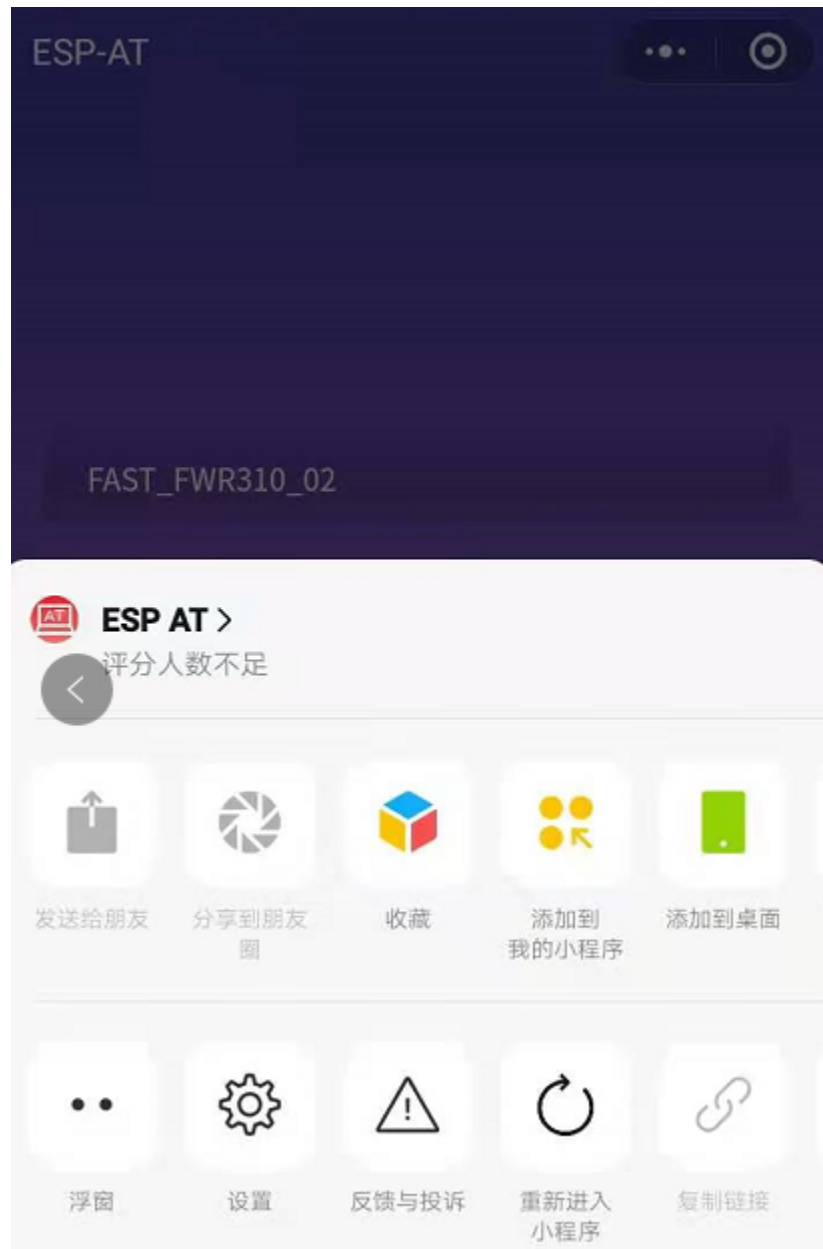 ESP-AT
FAST_FWR310_02
AT
ESP AT
评分人数不足
发送给朋友
分享到朋友
圈
收藏
添加到
我的小程序
添加到桌面
浮窗
设置
反馈与投诉
重新进入
小程序
复制链接